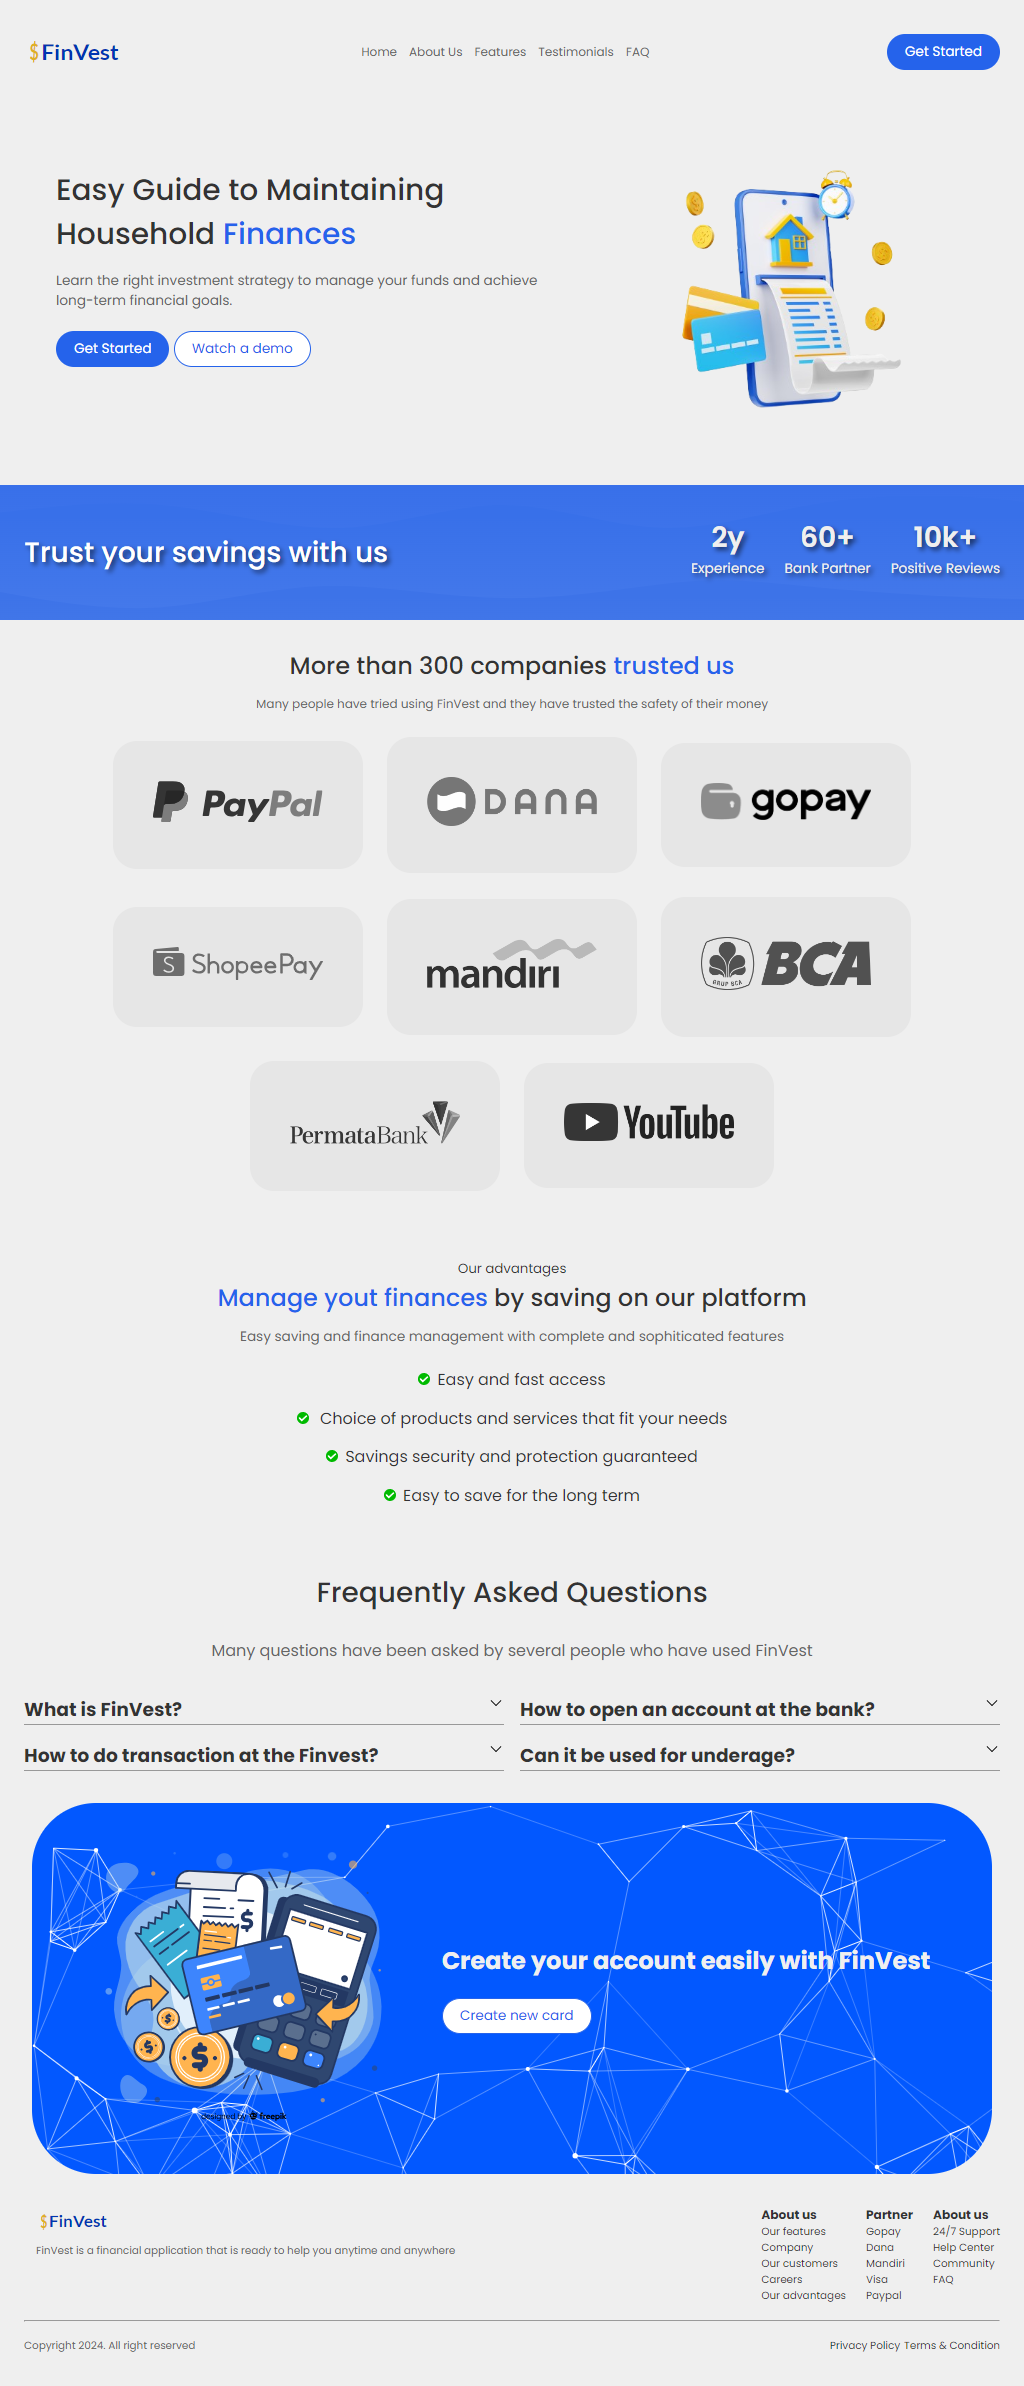 $FinVest
Home About Us Features Testimonials FAQ
Get Started
Easy Guide to Maintaining
Household Finances
Learn the right investment strategy to manage your funds and achieve
long-term financial goals.
Get Started
Watch a demo
Trust your savings with us
2y
Experience
60+
Bank Partner
10k+
Positive Reviews
More than 300 companies trusted us
Many people have tried using FinVest and they have trusted the safety of their money
PayPal
DANA
gopay
S ShopeePay
mandiri
GRUP BCA
BCA
PermataBank
YouTube
Our advantages
Manage yout finances by saving on our platform
Easy saving and finance management with complete and sophiticated features
Easy and fast access
Choice of products and services that fit your needs
Savings security and protection guaranteed
Easy to save for the long term
Frequently Asked Questions
Many questions have been asked by several people who have used FinVest
What is FinVest?
How to open an account at the bank?
How to do transaction at the Finvest?
Can it be used for underage?
Create your account easily with FinVest
Create new card
designed by freepik
$FinVest
FinVest is a financial application that is ready to help you anytime and anywhere
About us
Our features
Company
Our customers
Careers
Our advantages
Partner
Gopay
Dana
Mandiri
Visa
Paypal
About us
24/7 Support
Help Center
Community
FAQ
Copyright 2024. All right reserved
Privacy Policy Terms & Condition